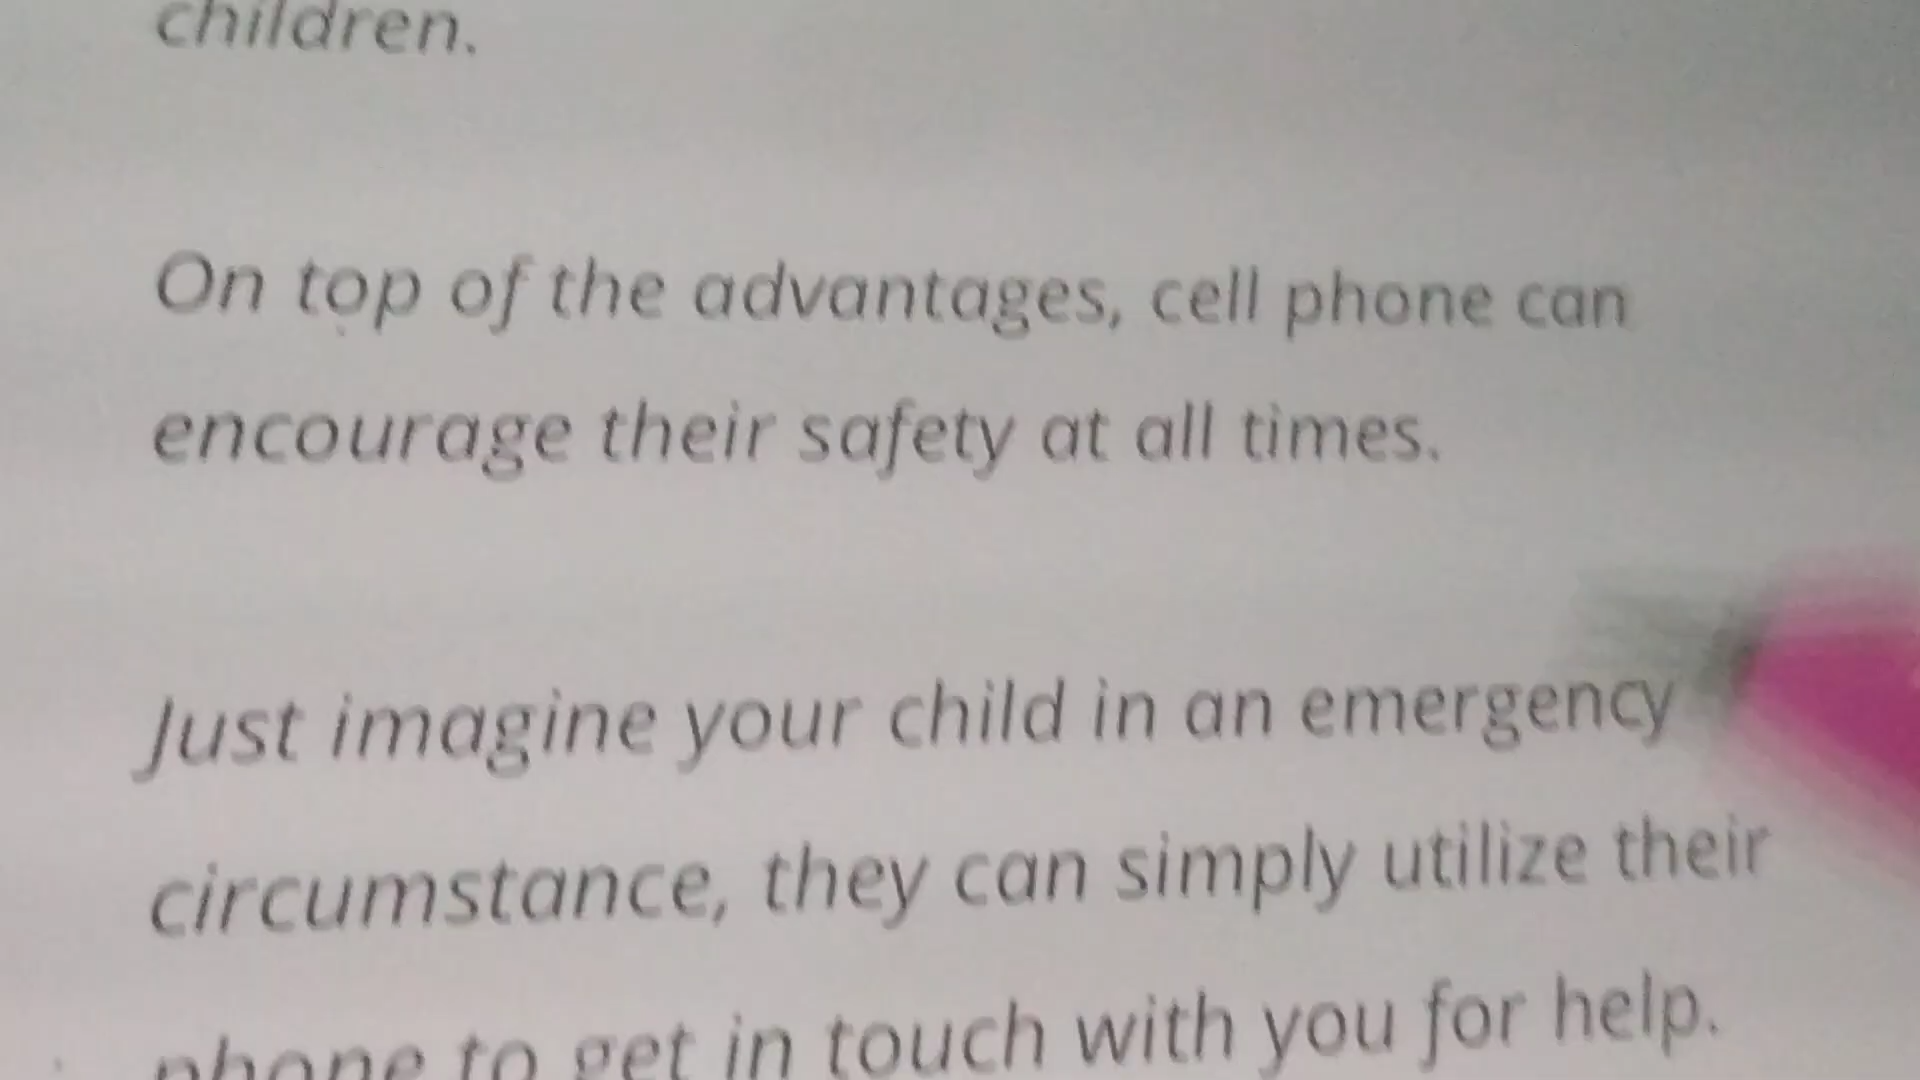 children.
On top of the advantages, cell phone can
encourage their safety at all times.
Just imagine your child in an emergency
circumstance, they can simply utilize their
phone to get in touch with you for help.